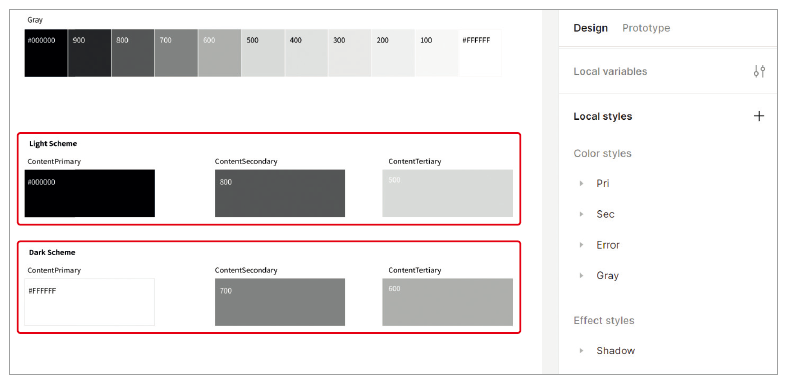 Gray
#000000 900 800 700 600 500 400 300 200 100 #FFFFFF
Light Scheme
ContentPrimary ContentSecondary ContentTertiary
#000000 800 500
Dark Scheme
ContentPrimary ContentSecondary ContentTertiary
#FFFFFF 700 600
Design Prototype
Local variables
Local styles
Color styles
Pri
Sec
Error
Gray
Effect styles
Shadow